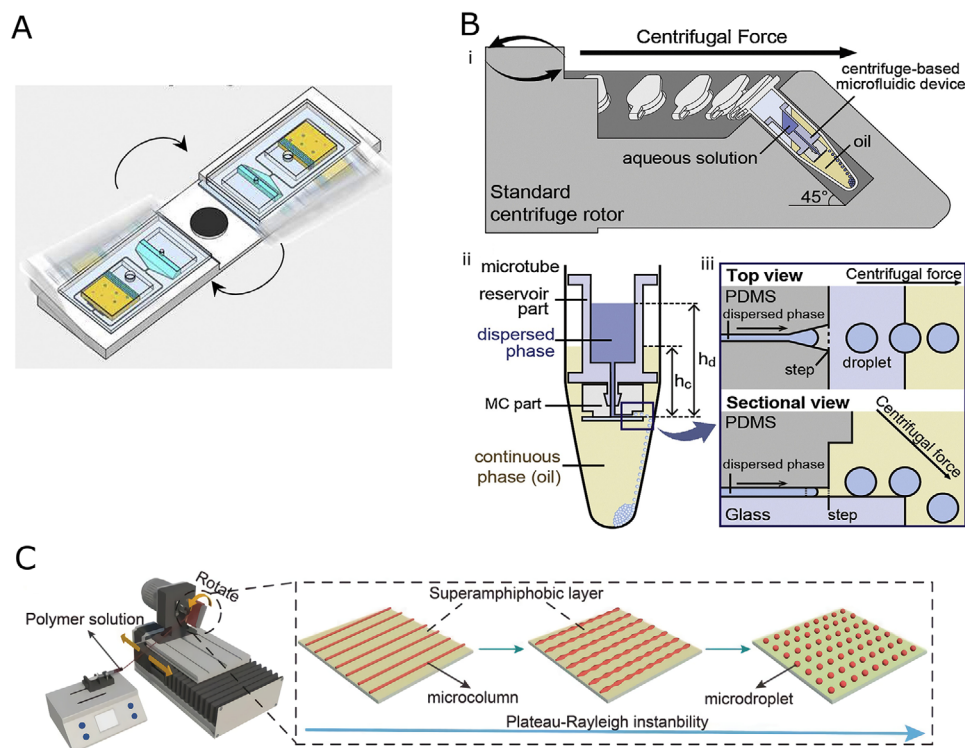 A
B
Centrifugal Force
i
centrifuge-based
microfluidic device
oil
aqueous solution
Standard
centrifuge rotor
45°
ii
microtube
reservoir
part
dispersed
phase
h_d
h_c
MC part
continuous
phase (oil)
iii
Top view
Centrifugal force
PDMS
dispersed phase
step
droplet
Sectional view
PDMS
Centrifugal
force
dispersed phase
Glass
step
C
Rotate
Polymer solution
Superamphiphobic layer
microcolumn
microdroplet
Plateau-Rayleigh instanbility